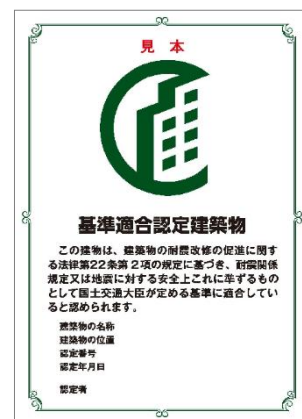 見 本
基準適合認定建築物
この建物は、建築物の耐震改修の促進に関す
る法律第22条第2項の規定に基づき、耐震関係
規定又は地震に対する安全上これに準ずるもの
として国土交通大臣が定める基準に適合してい
ると認められます。
建築物の名称
建築物の位置
認定番号
認定年月日
認定者